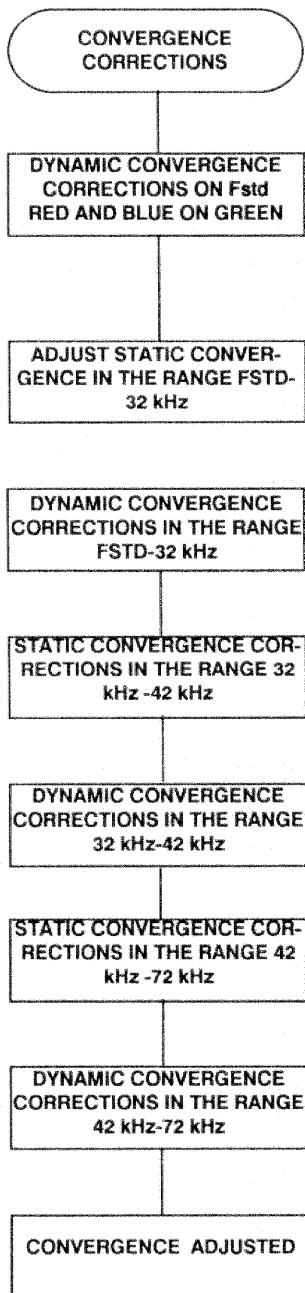 CONVERGENCE
CORRECTIONS
DYNAMIC CONVERGENCE
CORRECTIONS ON Fstd
RED AND BLUE ON GREEN
ADJUST STATIC CONVER-
GENCE IN THE RANGE FSTD-
32 kHz
DYNAMIC CONVERGENCE
CORRECTIONS IN THE RANGE
FSTD-32 kHz
STATIC CONVERGENCE COR-
RECTIONS IN THE RANGE 32
kHz -42 kHz
DYNAMIC CONVERGENCE
CORRECTIONS IN THE RANGE
32 kHz-42 kHz
STATIC CONVERGENCE COR-
RECTIONS IN THE RANGE 42
kHz -72 kHz
DYNAMIC CONVERGENCE
CORRECTIONS IN THE RANGE
42 kHz-72 kHz
CONVERGENCE ADJUSTED